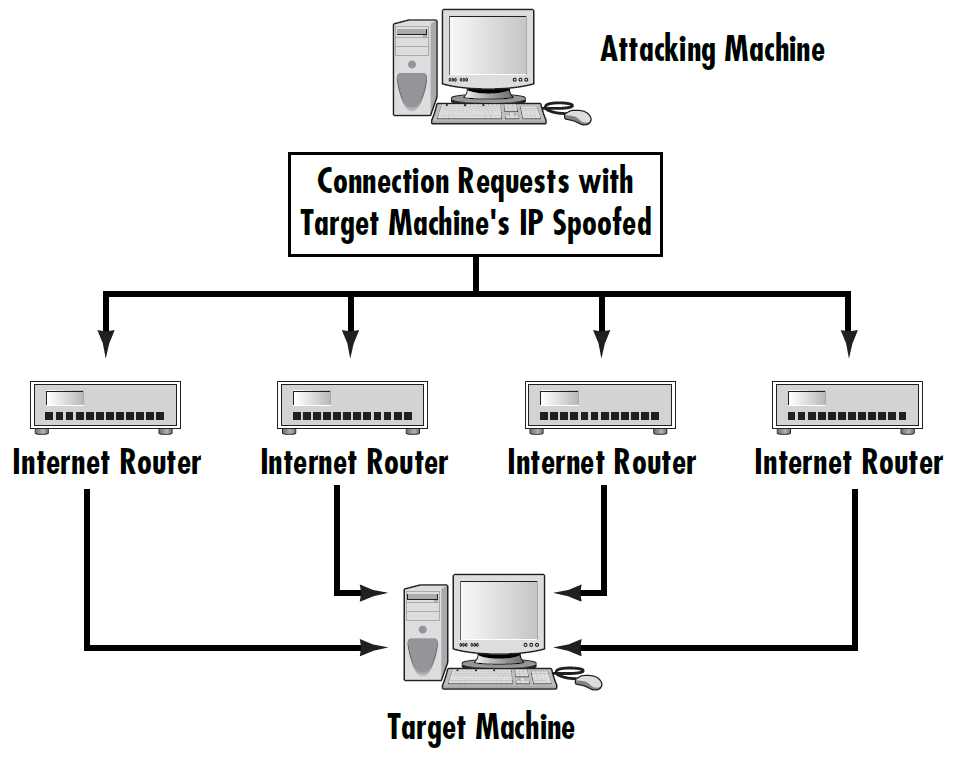 Attacking Machine
Connection Requests with
Target Machine's IP Spoofed
Internet Router
Internet Router
Internet Router
Internet Router
Target Machine